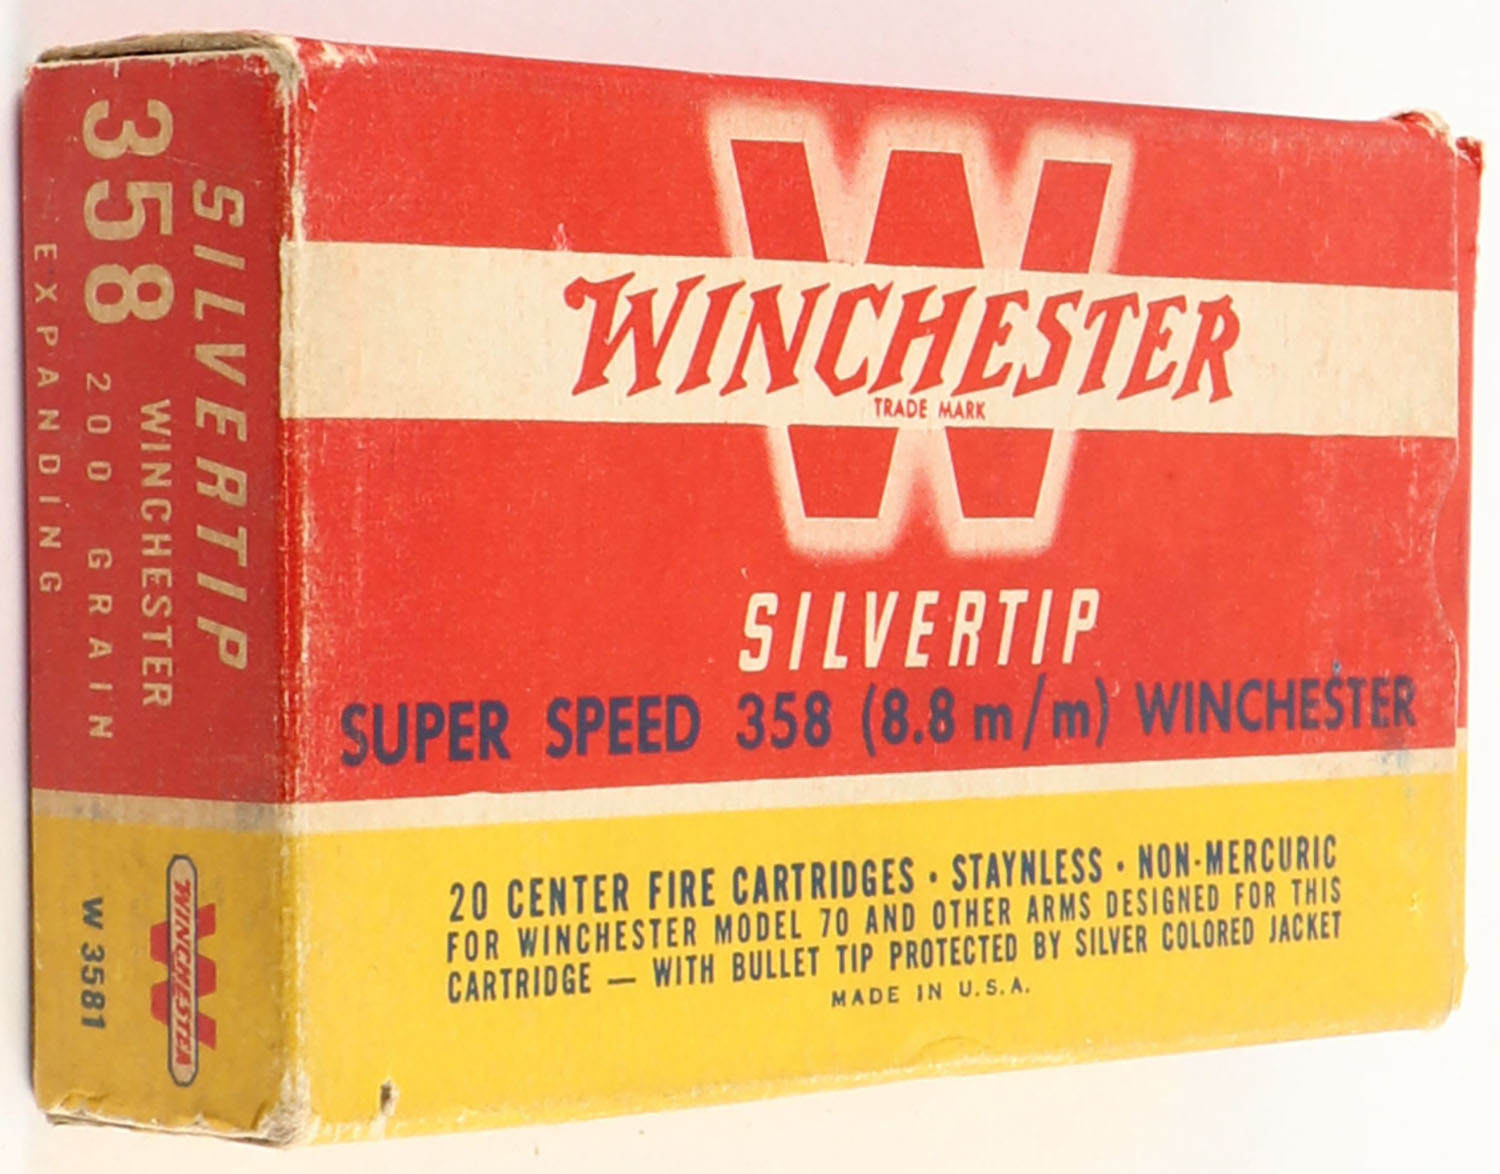 WINCHESTER
TRADE MARK
SILVERTIP
SUPER SPEED 358 (8.8 m/m) WINCHESTER
20 CENTER FIRE CARTRIDGES · STAYNLESS · NON-MERCURIC
FOR WINCHESTER MODEL 70 AND OTHER ARMS DESIGNED FOR THIS
CARTRIDGE — WITH BULLET TIP PROTECTED BY SILVER COLORED JACKET
MADE IN U.S.A.
SILVERTIP
358 WINCHESTER
200 GRAIN
EXPANDING
WINCHESTER
W 3581